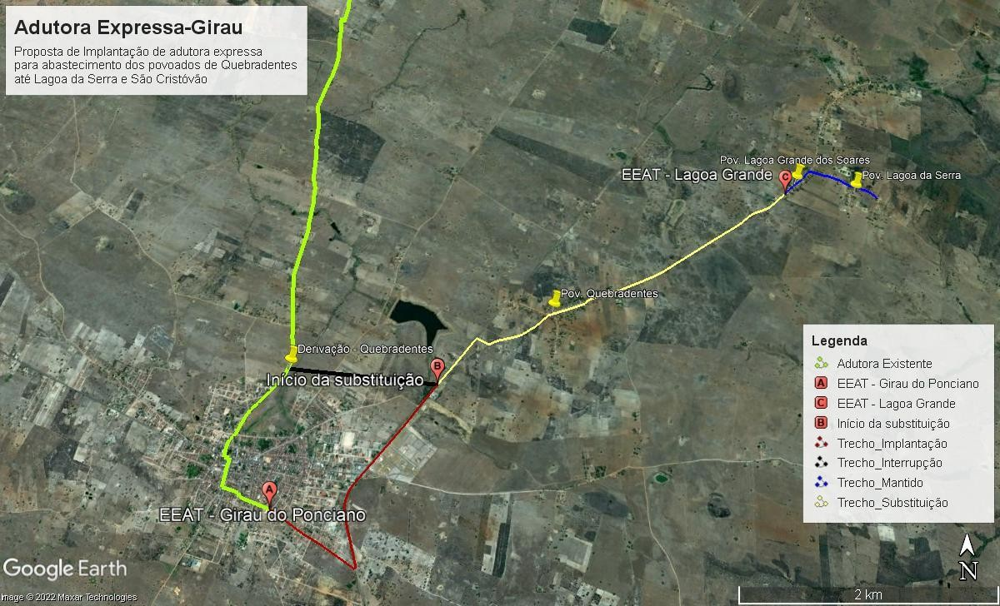 Adutora Expressa-Girau
Proposta de Implantação de adutora expressa
para abastecimento dos povoados de Quebradentes
até Lagoa da Serra e São Cristóvão
Pov. Lagoa Grande dos Soares
EEAT - Lagoa Grande
C
Pov. Lagoa da Serra
Pov. Quebradentes
Derivação - Quebradentes
B
Início da substituição
A
EEAT - Girau do Ponciano
Legenda
Adutora Existente
A EEAT - Girau do Ponciano
C EEAT - Lagoa Grande
B Início da substituição
Trecho_Implantação
Trecho_Interrupção
Trecho_Mantido
Trecho_Substituição
Google Earth
Image © 2022 Maxar Technologies
N
2 km